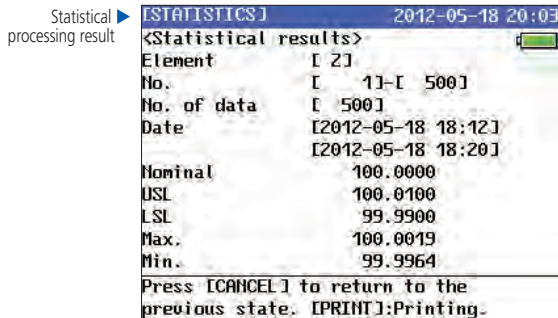 Statistical ▶
processing result
[STATISTICS] 2012-05-18 20:03
<Statistical results>
Element [ Z]
No. [ 1]-[ 500]
No. of data [ 500]
Date [2012-05-18 18:12]
[2012-05-18 18:20]
Nominal 100.0000
USL 100.0100
LSL 99.9900
Max. 100.0019
Min. 99.9964
Press [CANCEL] to return to the
previous state. [PRINT]:Printing.